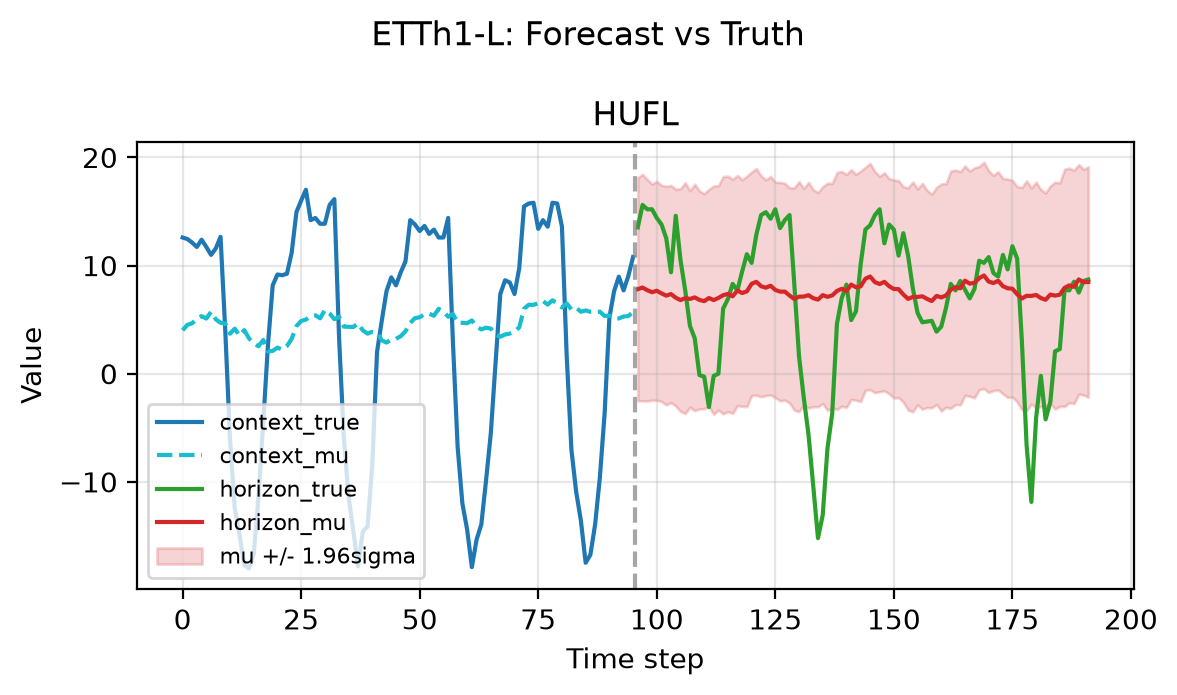 ETTh1-L: Forecast vs Truth
HUFL
Value
20
10
0
−10
context_true
context_mu
horizon_true
horizon_mu
mu +/- 1.96sigma
0 25 50 75 100 125 150 175 200
Time step